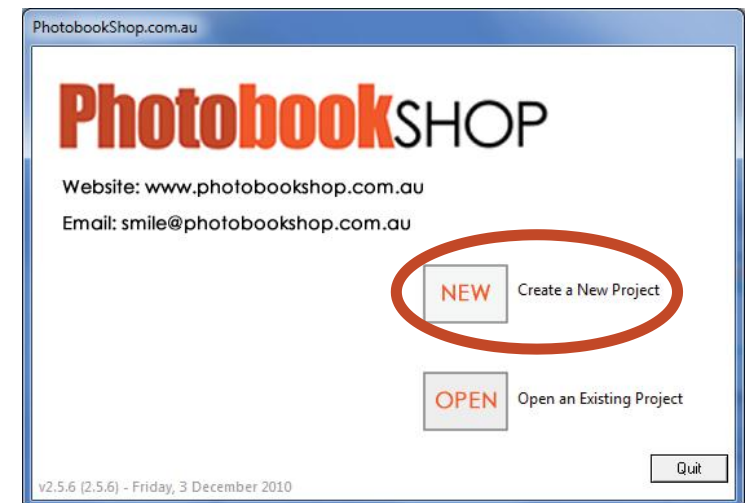 PhotobookShop.com.au
PhotobookSHOP
Website: www.photobookshop.com.au
Email: smile@photobookshop.com.au
NEW Create a New Project
OPEN Open an Existing Project
Quit
v2.5.6 (2.5.6) - Friday, 3 December 2010